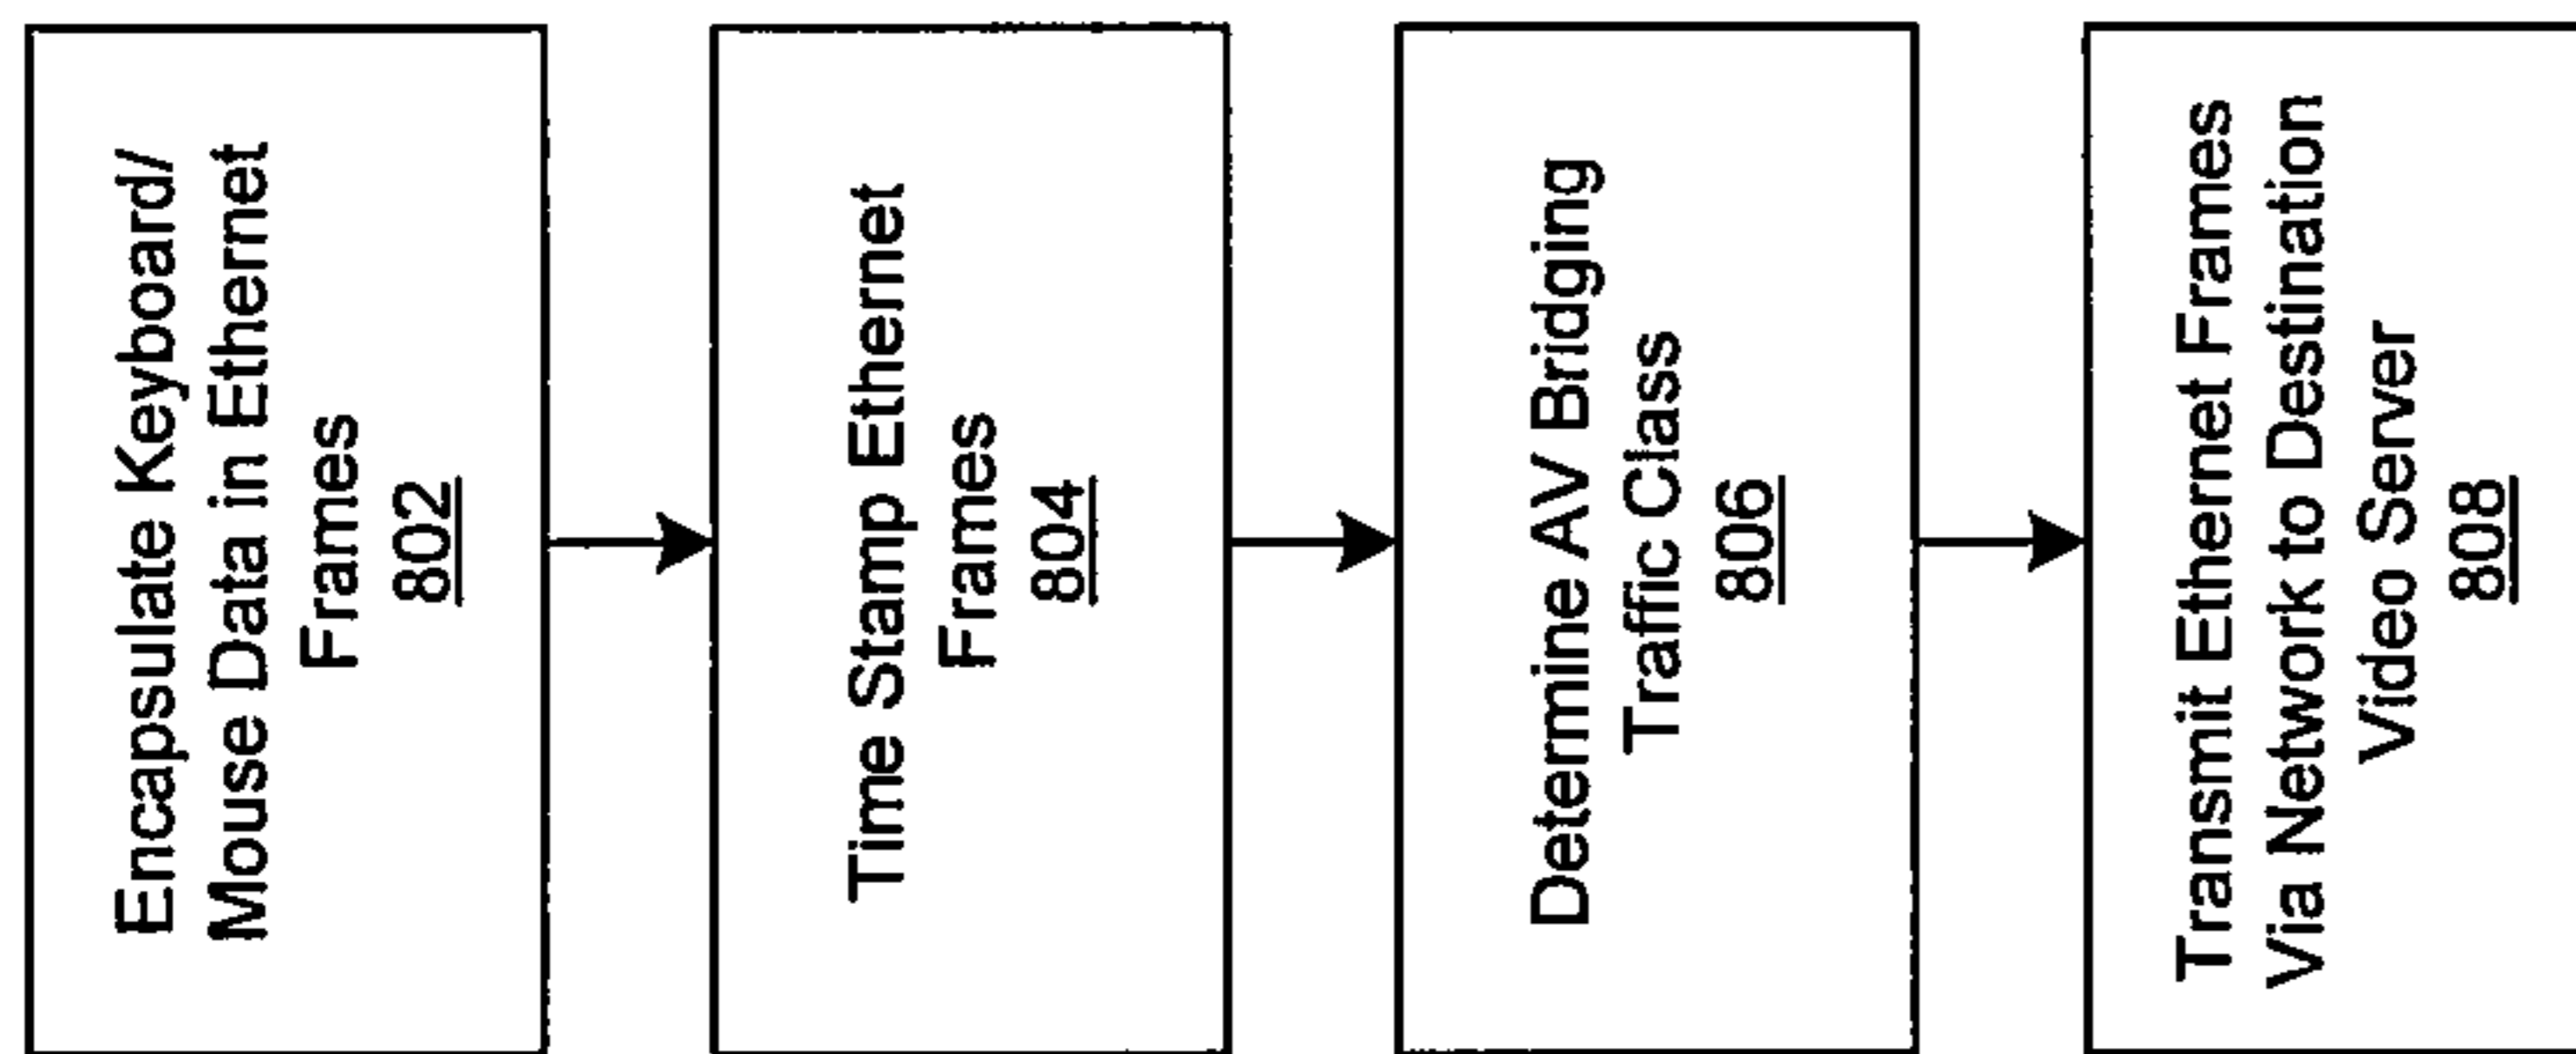 Encapsulate Keyboard/
Mouse Data in Ethernet
Frames
802
Time Stamp Ethernet
Frames
804
Determine AV Bridging
Traffic Class
806
Transmit Ethernet Frames
Via Network to Destination
Video Server
808